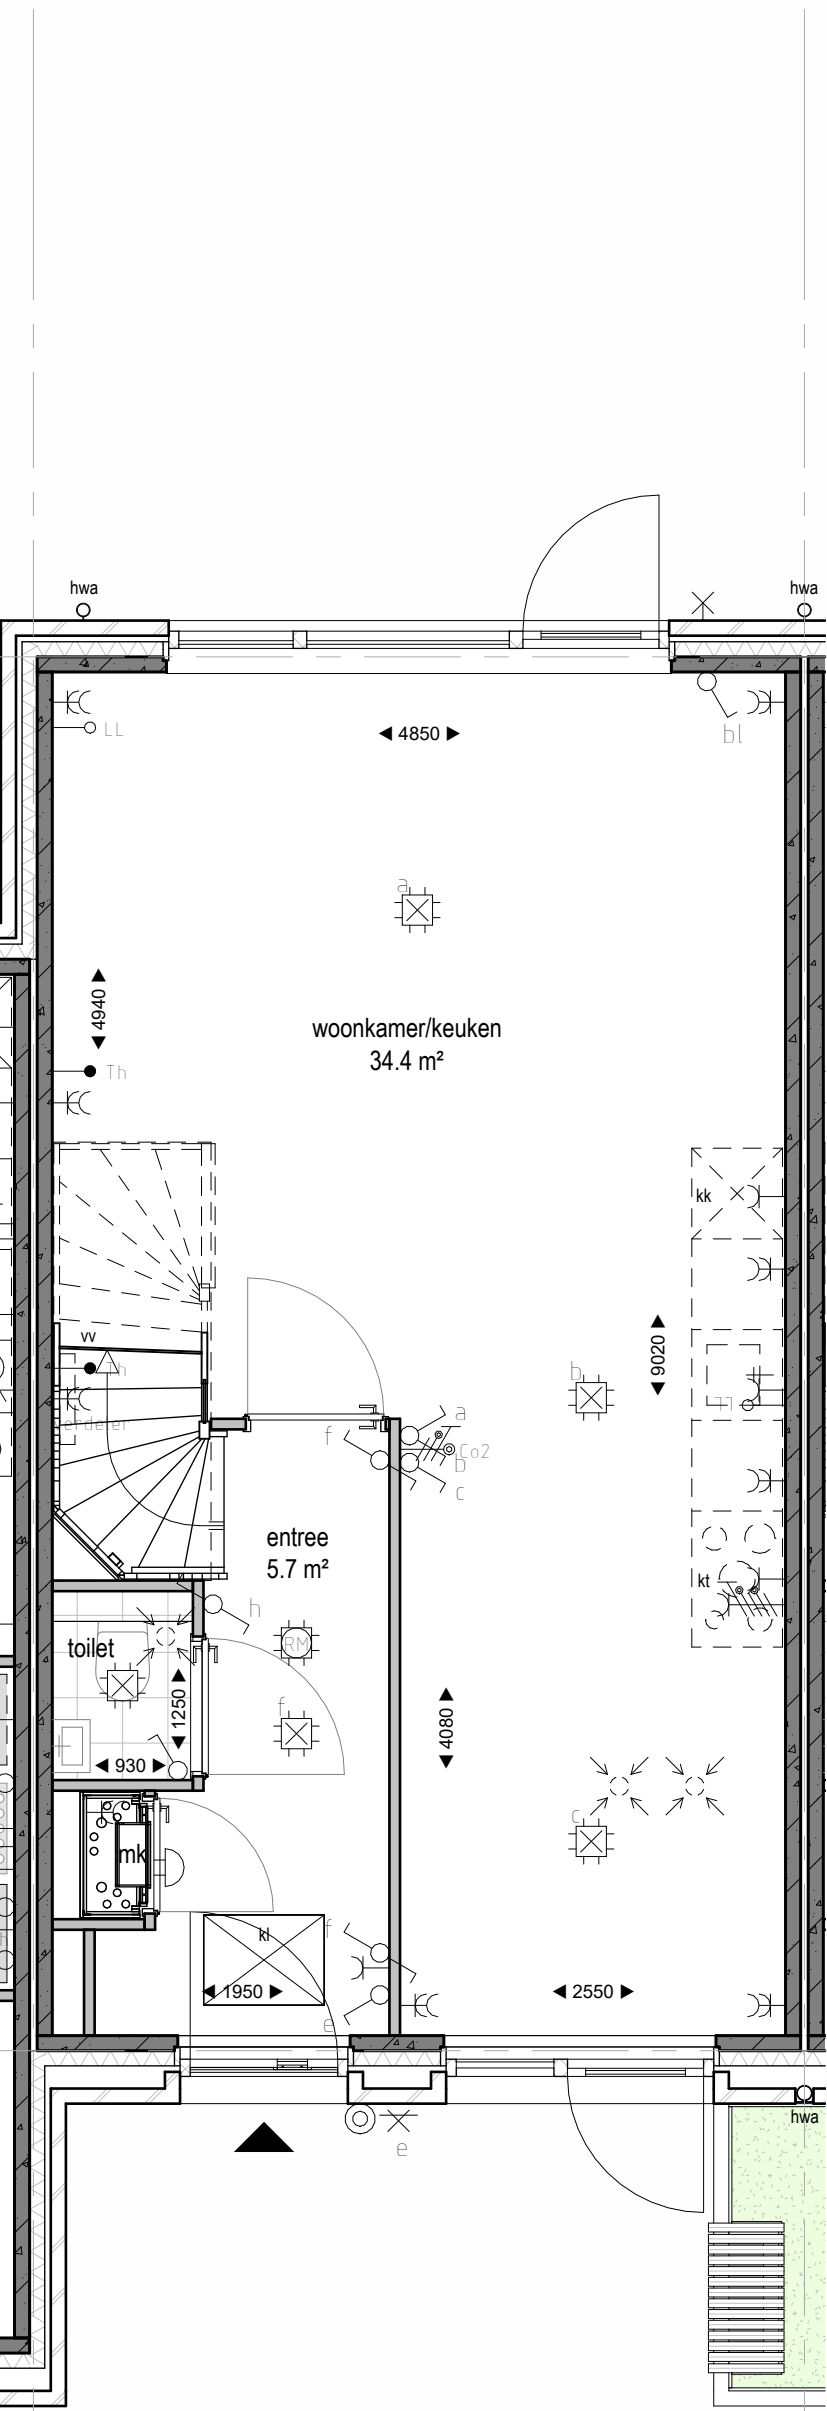 hwa
hwa
LL
bl
◄ 4850 ►
a
◄ 4940 ►
woonkamer/keuken
34.4 m²
Th
kk
vv
Th
◄ 9020 ►
b
a
f
Co2
b
c
entree
5.7 m²
kt
h
toilet
RM
◄ 1250 ►
f
◄ 4080 ►
◄ 930 ►
c
mk
f
kl
◄ 1950 ►
◄ 2550 ►
e
hwa
e